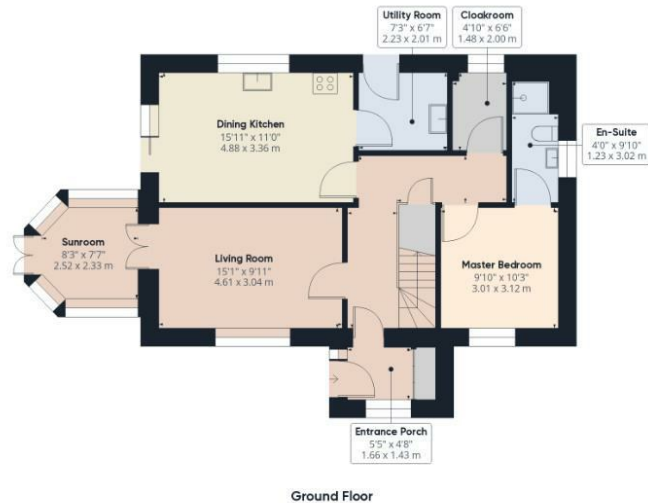 Utility Room
7'3" x 6'7"
2.23 x 2.01 m
Cloakroom
4'10" x 6'6"
1.48 x 2.00 m
Dining Kitchen
15'11" x 11'0"
4.88 x 3.36 m
En-Suite
4'0" x 9'10"
1.23 x 3.02 m
Sunroom
8'3" x 7'7"
2.52 x 2.33 m
Living Room
15'1" x 9'11"
4.61 x 3.04 m
Master Bedroom
9'10" x 10'3"
3.01 x 3.12 m
Entrance Porch
5'5" x 4'8"
1.66 x 1.43 m
Ground Floor